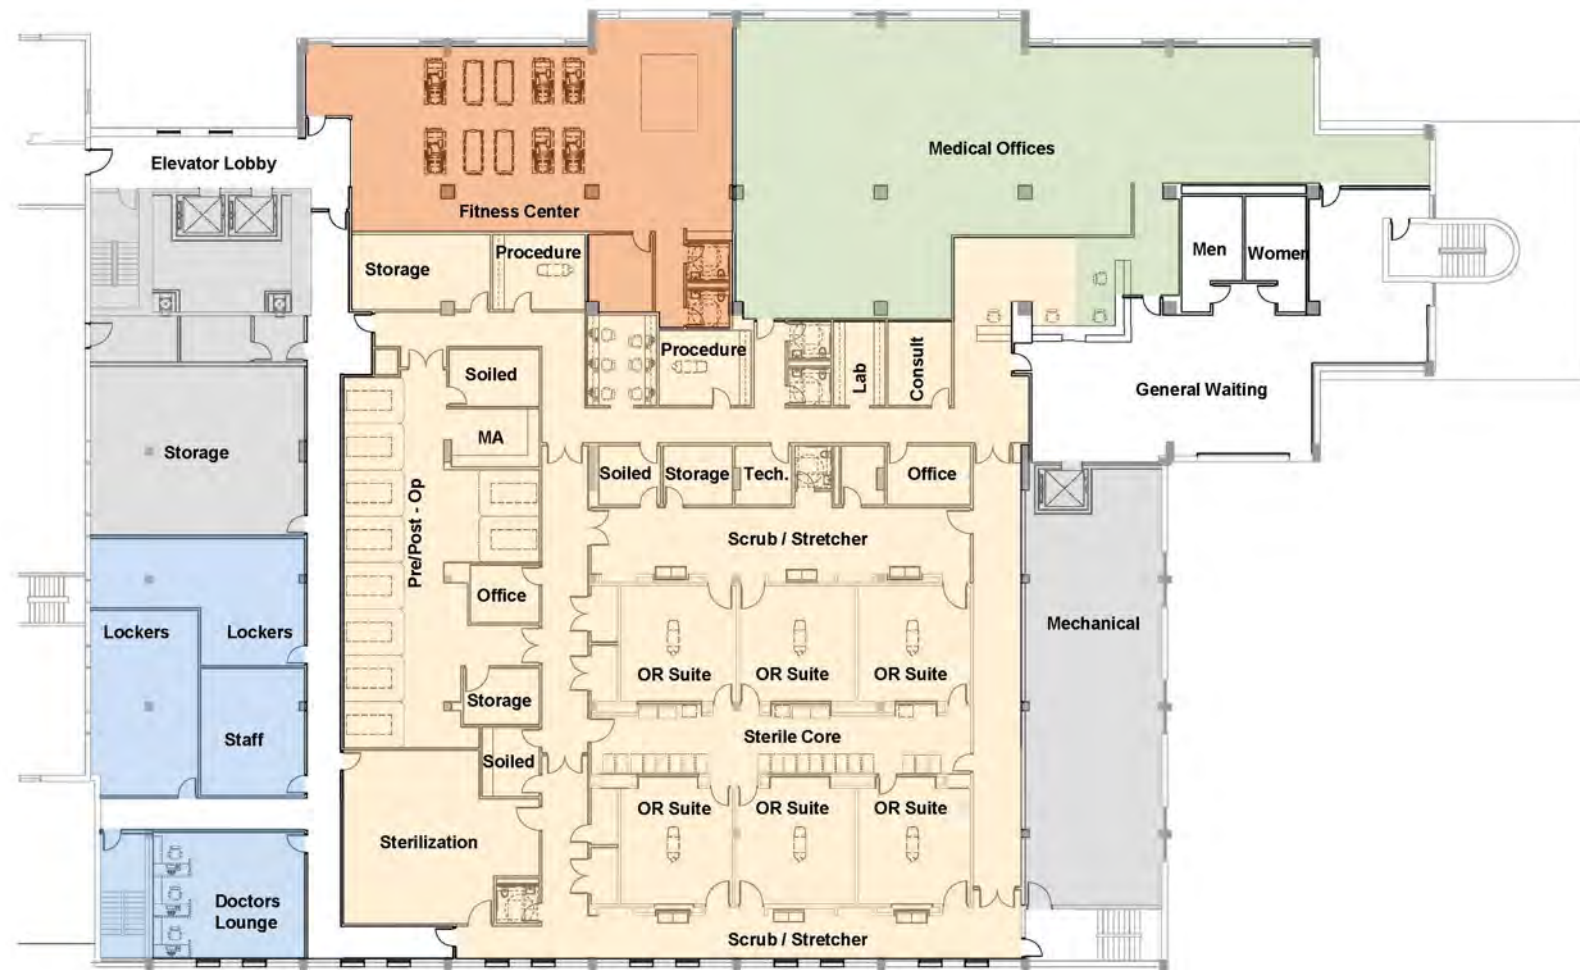 Medical Offices
Elevator Lobby
Fitness Center
Men
Women
Procedure
Storage
Procedure
Lab
Consult
Soiled
General Waiting
MA
Storage
Soiled
Storage
Tech.
Office
Pre/Post - Op
Scrub / Stretcher
Office
Lockers
Lockers
Mechanical
OR Suite
OR Suite
OR Suite
Storage
Staff
Sterile Core
Soiled
OR Suite
OR Suite
OR Suite
Sterilization
Doctors
Lounge
Scrub / Stretcher